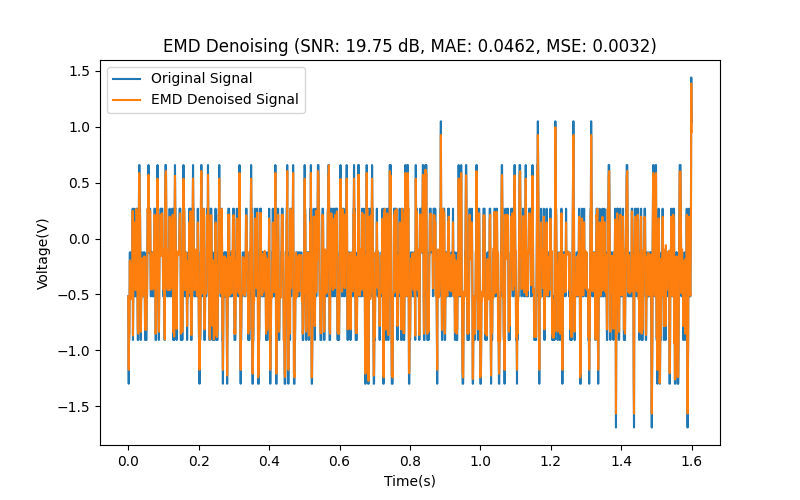 EMD Denoising (SNR: 19.75 dB, MAE: 0.0462, MSE: 0.0032)
Original Signal
EMD Denoised Signal
1.5
1.0
0.5
0.0
−0.5
−1.0
−1.5
Voltage(V)
0.0 0.2 0.4 0.6 0.8 1.0 1.2 1.4 1.6
Time(s)